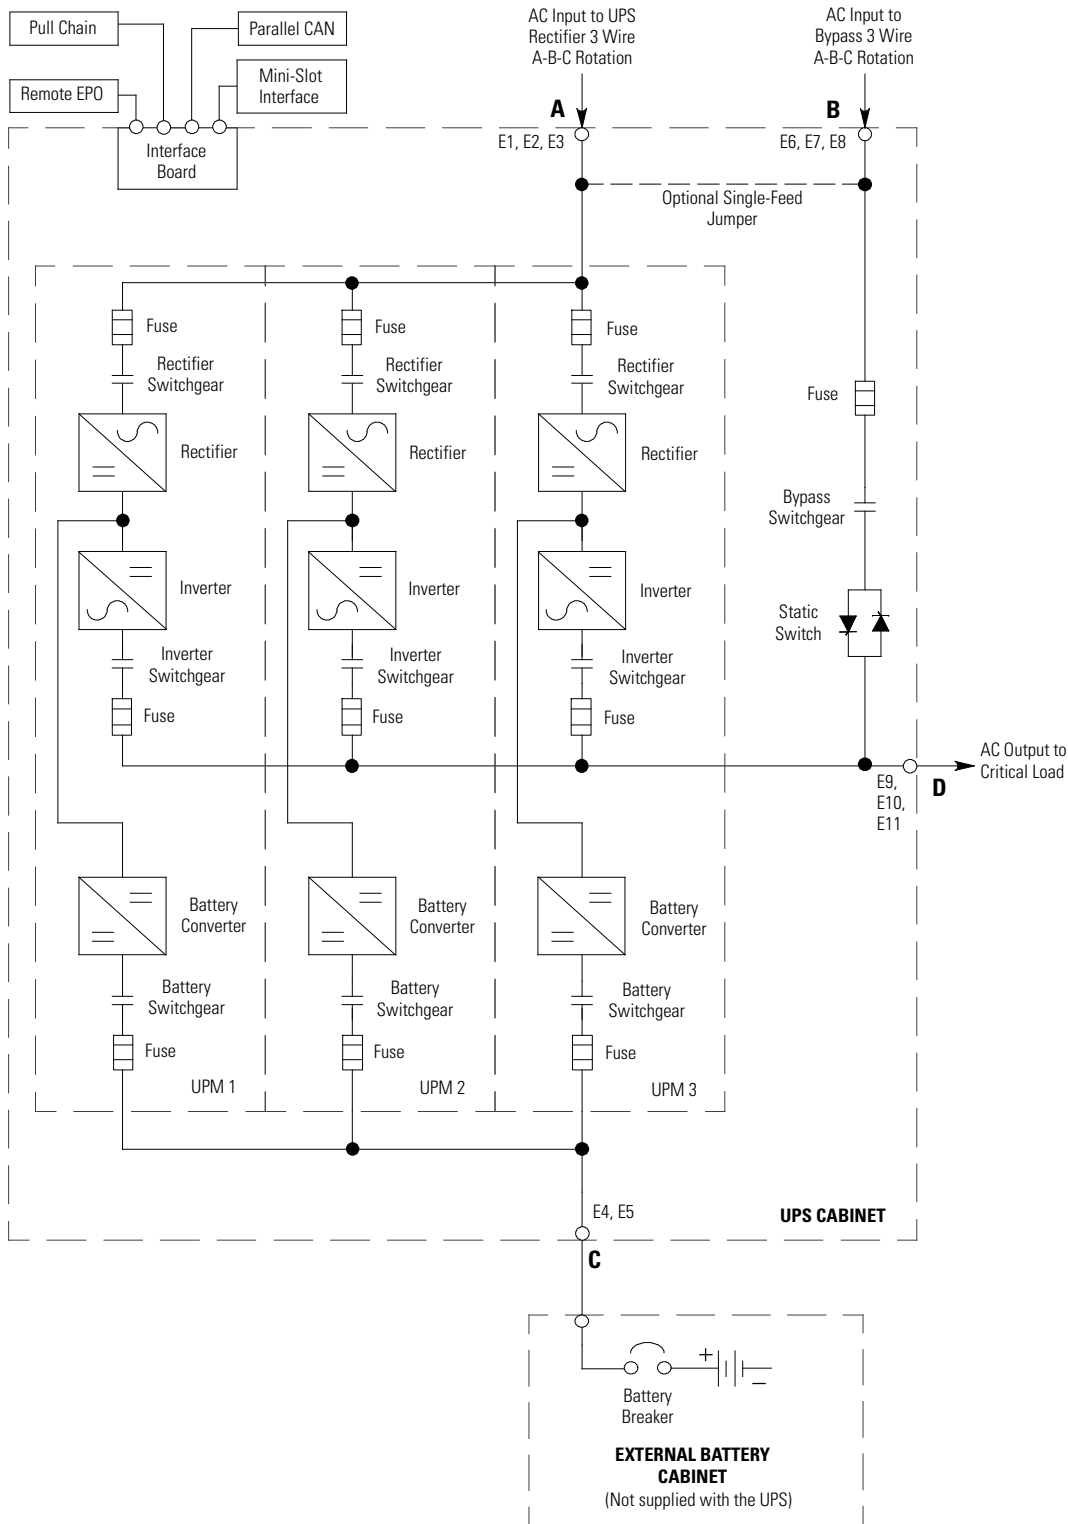 Pull Chain
Parallel CAN
Remote EPO
Mini-Slot
Interface
Interface
Board
AC Input to UPS
Rectifier 3 Wire
A-B-C Rotation
AC Input to
Bypass 3 Wire
A-B-C Rotation
A
B
E1, E2, E3
E6, E7, E8
Optional Single-Feed
Jumper
Fuse
Fuse
Fuse
Rectifier
Switchgear
Rectifier
Switchgear
Rectifier
Switchgear
Fuse
Rectifier
Rectifier
Rectifier
Bypass
Switchgear
Inverter
Inverter
Inverter
Static
Switch
Inverter
Switchgear
Inverter
Switchgear
Inverter
Switchgear
Fuse
Fuse
Fuse
AC Output to
Critical Load
E9,
E10,
E11
D
Battery
Converter
Battery
Converter
Battery
Converter
Battery
Switchgear
Battery
Switchgear
Battery
Switchgear
Fuse
Fuse
Fuse
UPM 1
UPM 2
UPM 3
E4, E5
UPS CABINET
C
+
−
Battery
Breaker
EXTERNAL BATTERY
CABINET
(Not supplied with the UPS)